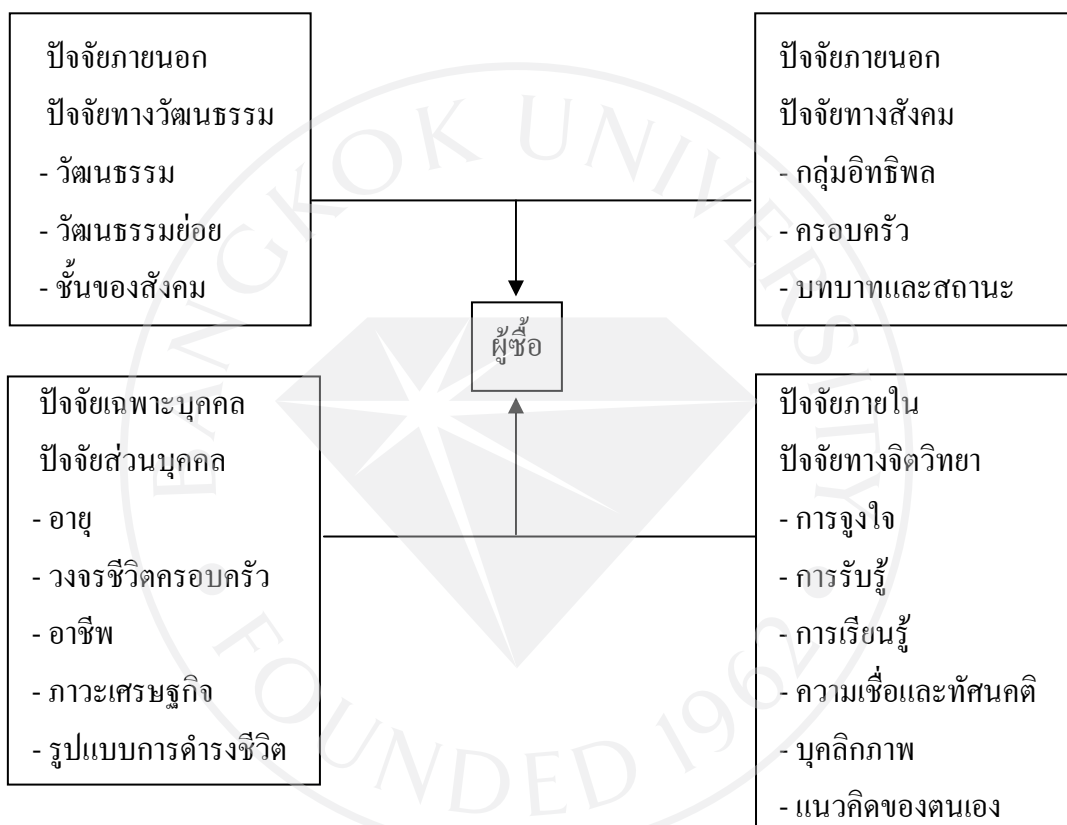 ปัจจัยภายนอก
ปัจจัยทางวัฒนธรรม
- วัฒนธรรม
- วัฒนธรรมย่อย
- ชั้นของสังคม
ปัจจัยภายนอก
ปัจจัยทางสังคม
- กลุ่มอิทธิพล
- ครอบครัว
- บทบาทและสถานะ
ผู้ซื้อ
ปัจจัยเฉพาะบุคคล
ปัจจัยส่วนบุคคล
- อายุ
- วงจรชีวิตครอบครัว
- อาชีพ
- ภาวะเศรษฐกิจ
- รูปแบบการดำรงชีวิต
ปัจจัยภายใน
ปัจจัยทางจิตวิทยา
- การจูงใจ
- การรับรู้
- การเรียนรู้
- ความเชื่อและทัศนคติ
- บุคลิกภาพ
- แนวคิดของตนเอง
BANGKOK UNIVERSITY
FOUNDED 1962